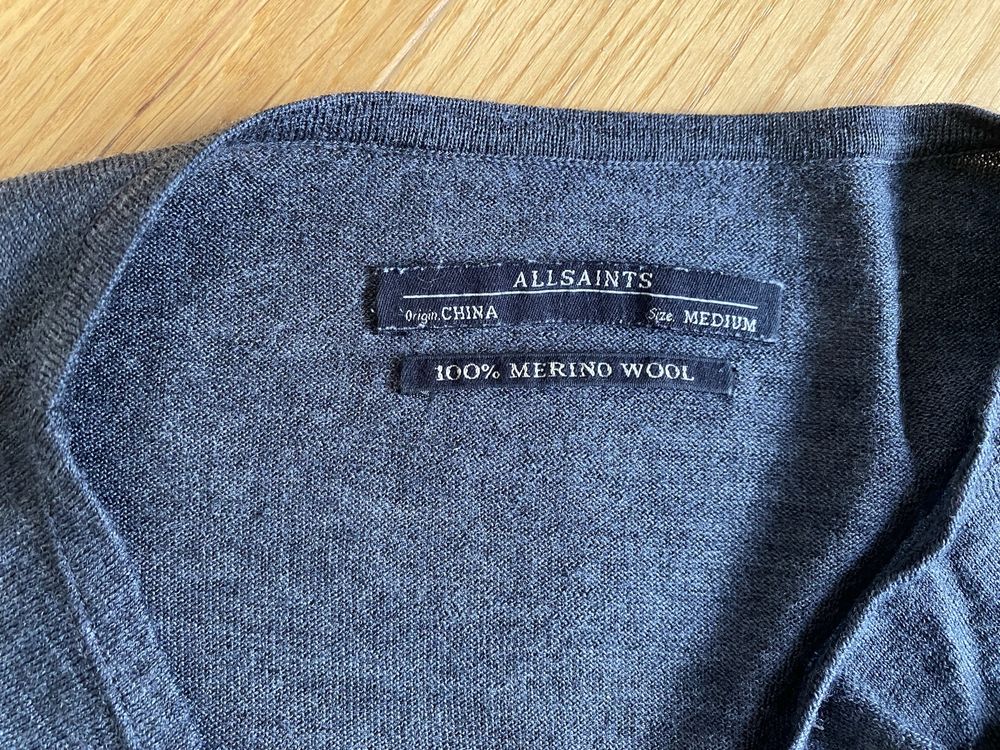 ALLSAINTS
Origin. CHINA Size. MEDIUM
100% MERINO WOOL